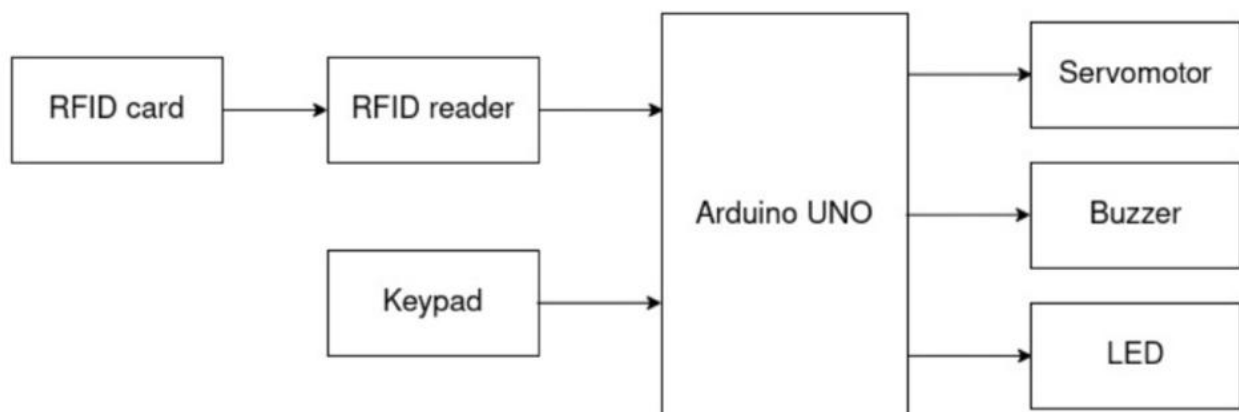 RFID card
RFID reader
Keypad
Arduino UNO
Servomotor
Buzzer
LED